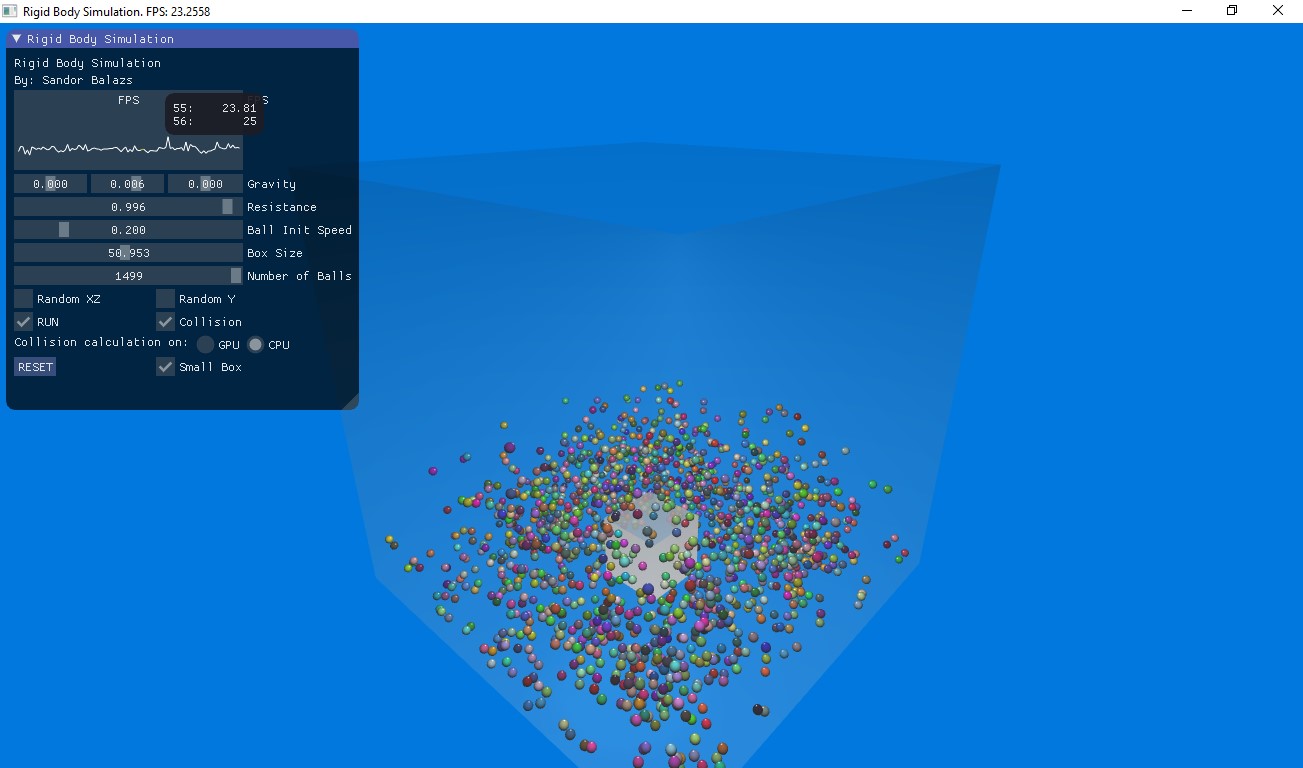 Rigid Body Simulation. FPS: 23.2558
Rigid Body Simulation
Rigid Body Simulation
By: Sandor Balazs
FPS
55: 23.81
56: 25
0.000 0.006 0.000 Gravity
0.996 Resistance
0.200 Ball Init Speed
50.953 Box Size
1499 Number of Balls
Random XZ Random Y
RUN Collision
Collision calculation on: GPU CPU
RESET Small Box